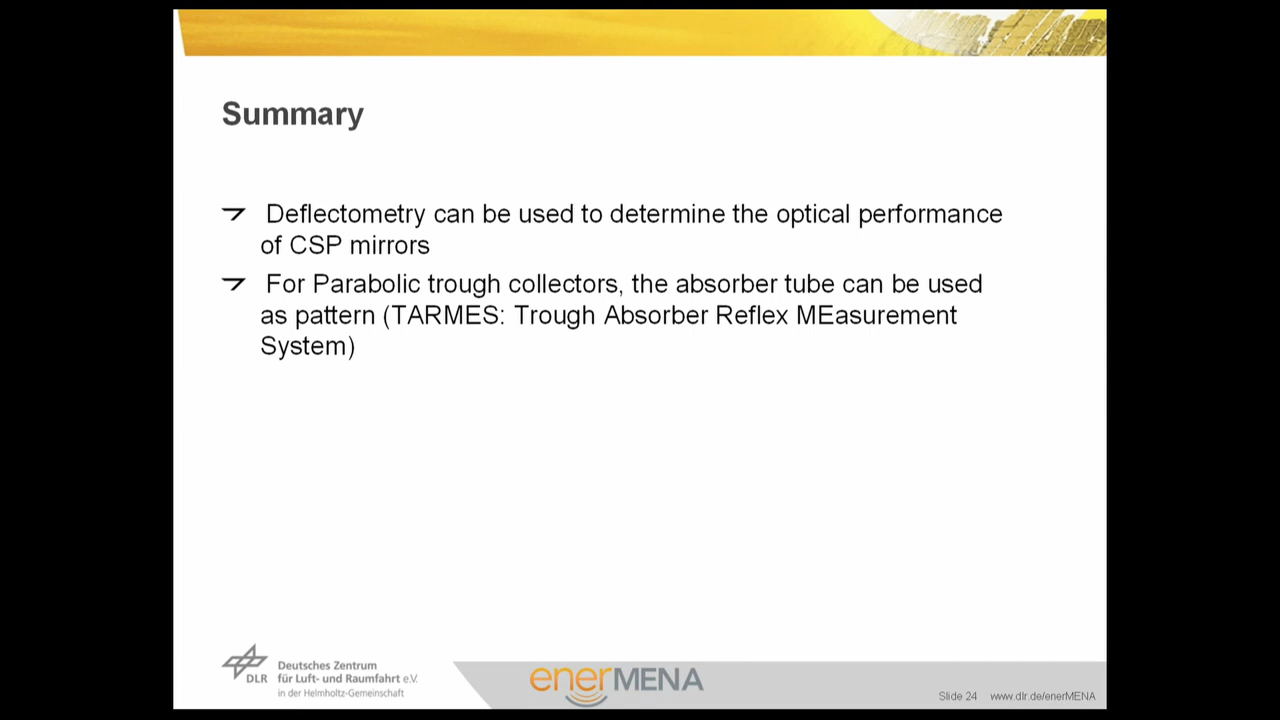 Summary
Deflectometry can be used to determine the optical performance
of CSP mirrors
For Parabolic trough collectors, the absorber tube can be used
as pattern (TARMES: Trough Absorber Reflex MEasurement
System)
DLR
Deutsches Zentrum
für Luft- und Raumfahrt e.V.
in der Helmholtz-Gemeinschaft
enerMENA
Slide 24 www.dlr.de/enerMENA